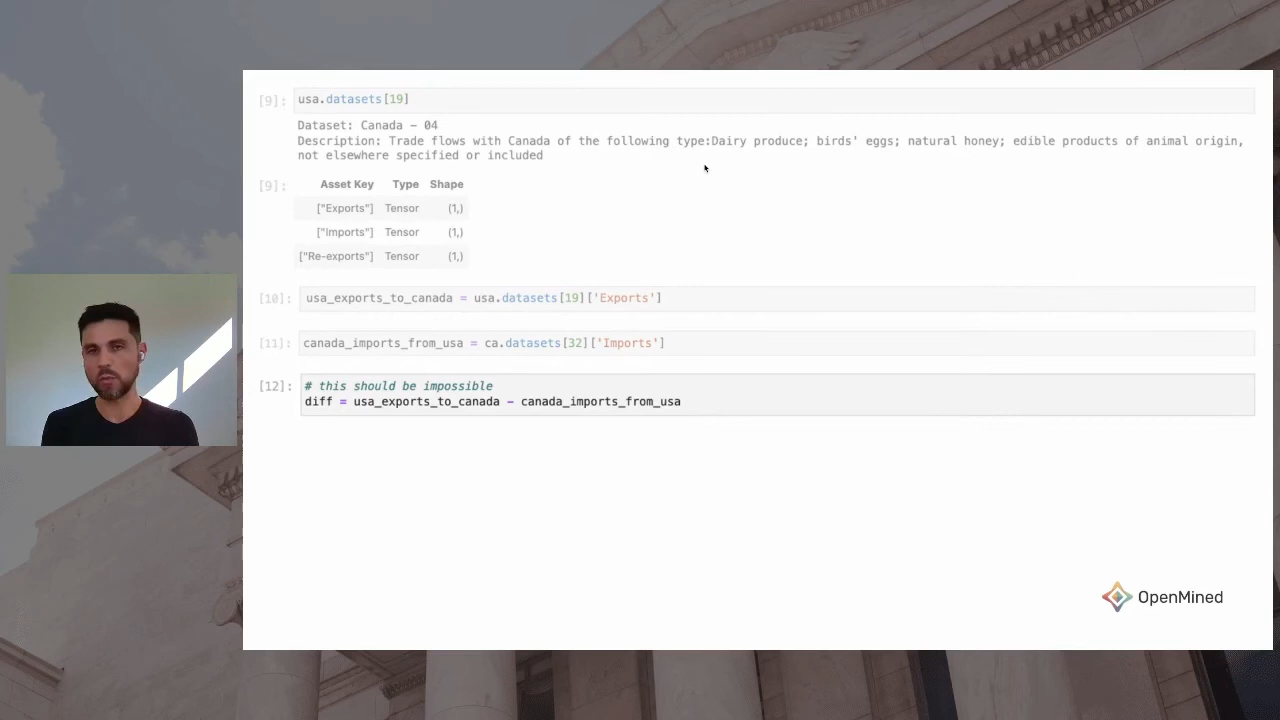 [9]: usa.datasets[19]
Dataset: Canada - 04
Description: Trade flows with Canada of the following type:Dairy produce; birds' eggs; natural honey; edible products of animal origin,
not elsewhere specified or included
[9]: Asset Key Type Shape
["Exports"] Tensor (1,)
["Imports"] Tensor (1,)
["Re-exports"] Tensor (1,)
[10]: usa_exports_to_canada = usa.datasets[19]['Exports']
[11]: canada_imports_from_usa = ca.datasets[32]['Imports']
[12]: # this should be impossible
diff = usa_exports_to_canada - canada_imports_from_usa
OpenMined